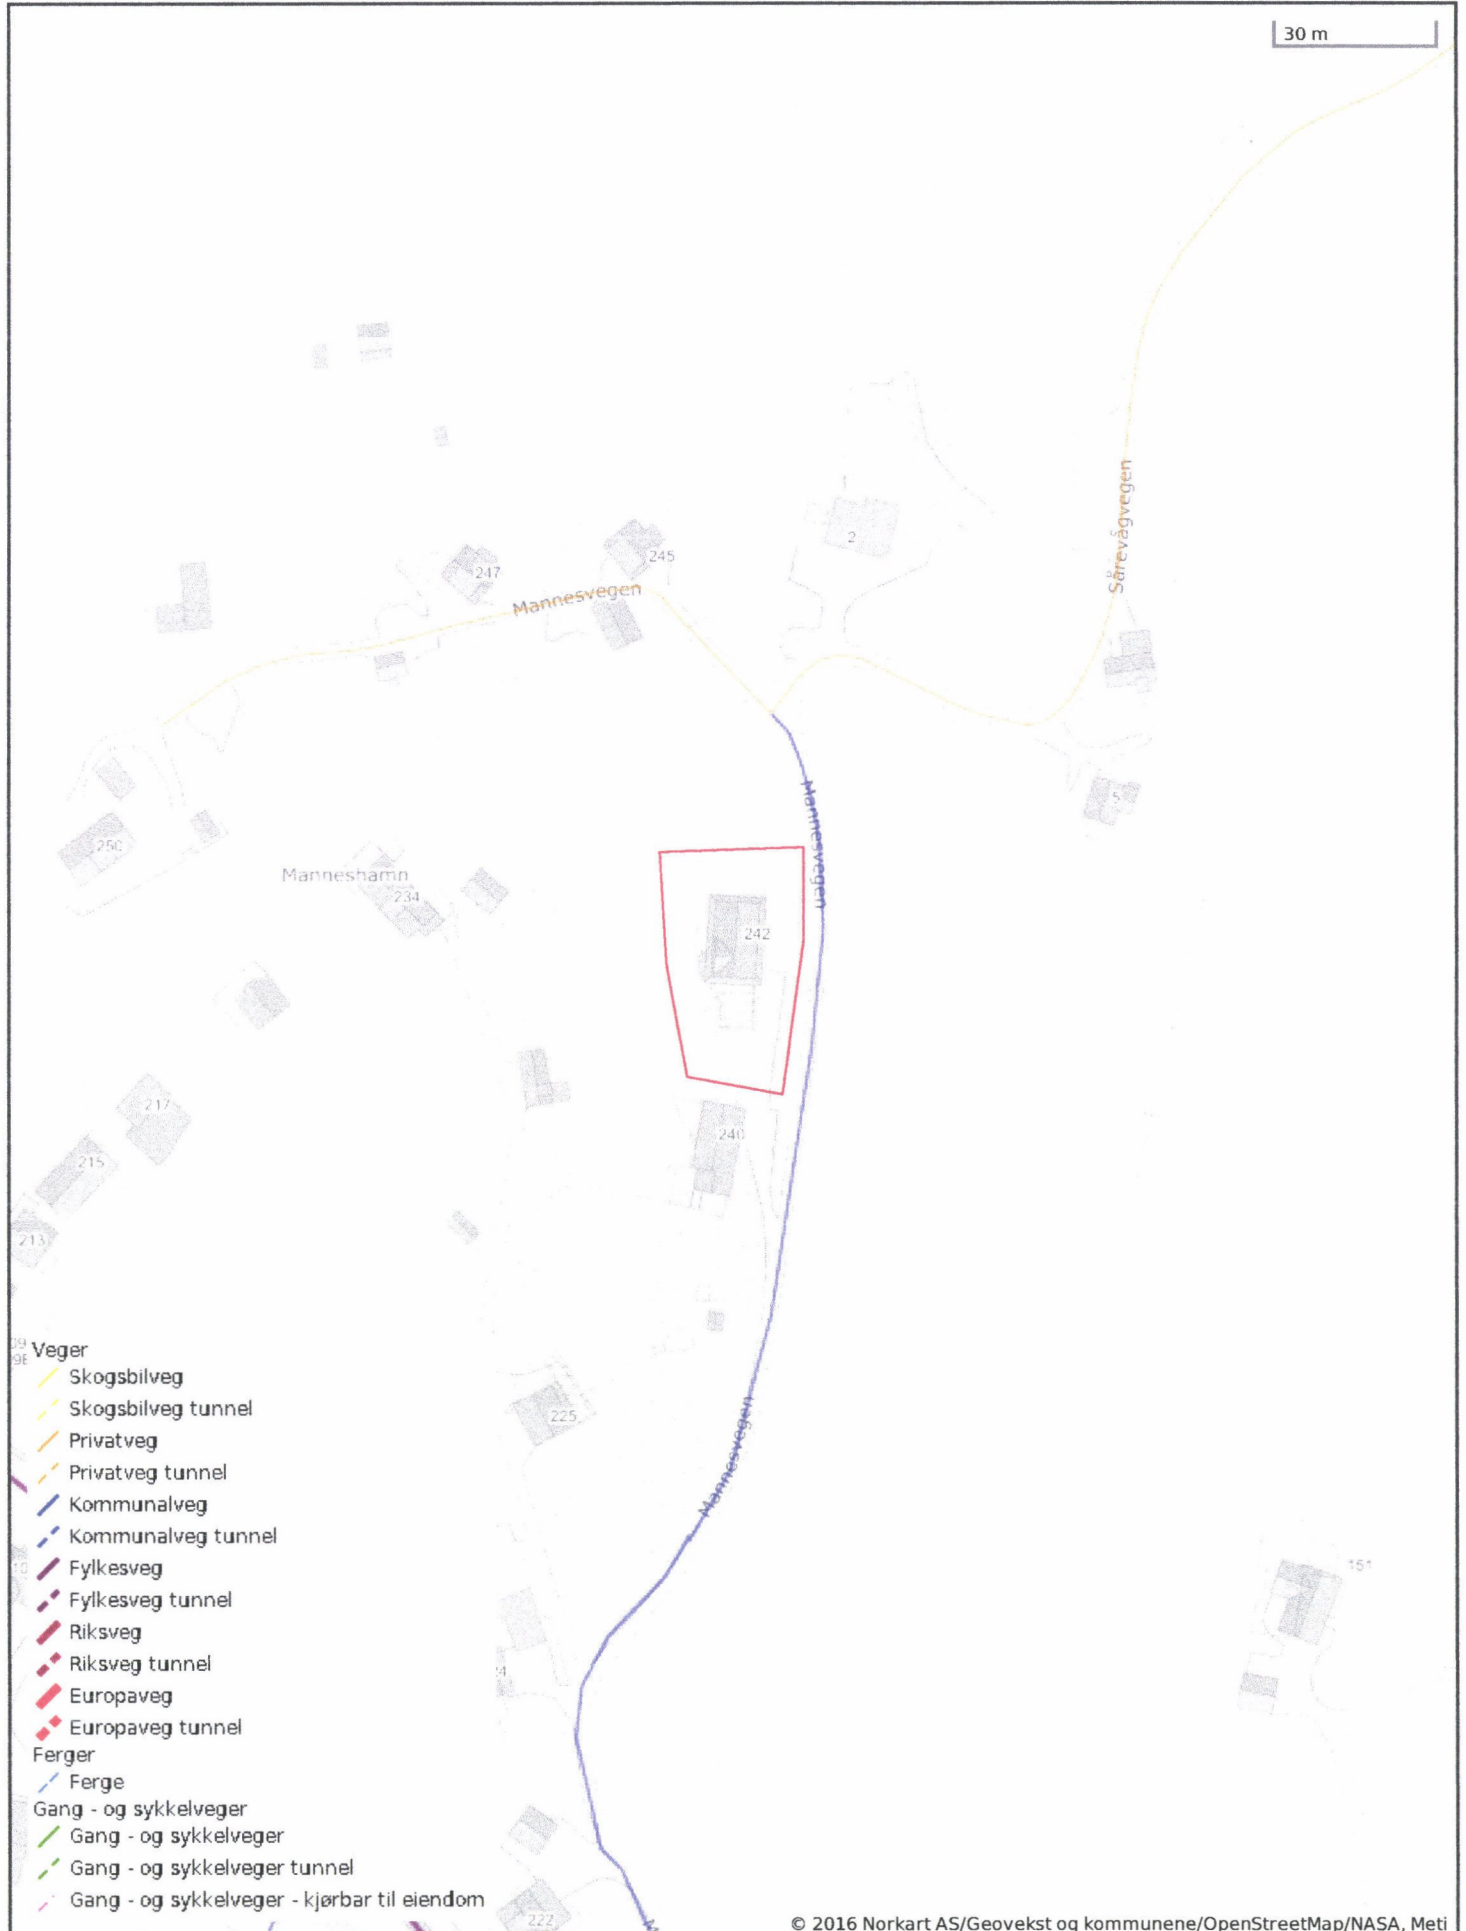 30 m
Sårevågvegen
2
245
247
Mannesvegen
Mannesvegen
5
250
Manneshamn
234
242
217
240
215
213
Veger
Skogsbilveg
225
Skogsbilveg tunnel
Mannesvegen
Privatveg
Privatveg tunnel
Kommunalveg
Kommunalveg tunnel
151
Fylkesveg
Fylkesveg tunnel
Riksveg
Riksveg tunnel
Europaveg
Europaveg tunnel
Ferger
Ferge
Gang - og sykkelveger
Gang - og sykkelveger
Gang - og sykkelveger tunnel
Gang - og sykkelveger - kjørbar til eiendom
222
© 2016 Norkart AS/Geovekst og kommunene/OpenStreetMap/NASA, Meti